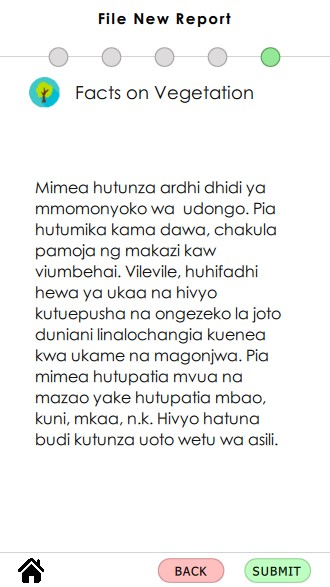 File New Report
Facts on Vegetation
Mimea hutunza ardhi dhidi ya
mmomonyoko wa  udongo. Pia
hutumika kama dawa, chakula
pamoja ng makazi kaw
viumbehai. Vilevile, huhifadhi
hewa ya ukaa na hivyo
kutuepusha na ongezeko la joto
duniani linalochangia kuenea
kwa ukame na magonjwa. Pia
mimea hutupatia mvua na
mazao yake hutupatia mbao,
kuni, mkaa, n.k. Hivyo hatuna
budi kutunza uoto wetu wa asili.
BACK
SUBMIT